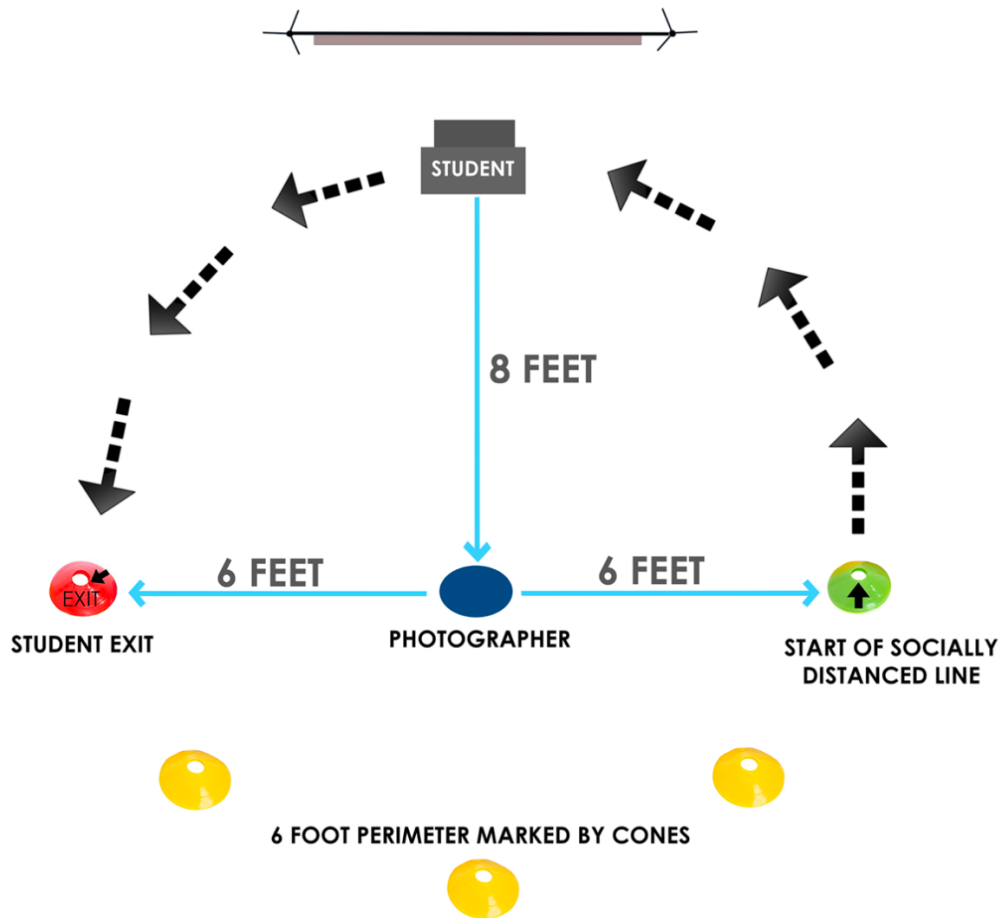 STUDENT
8 FEET
6 FEET
6 FEET
EXIT
STUDENT EXIT
PHOTOGRAPHER
START OF SOCIALLY
DISTANCED LINE
6 FOOT PERIMETER MARKED BY CONES